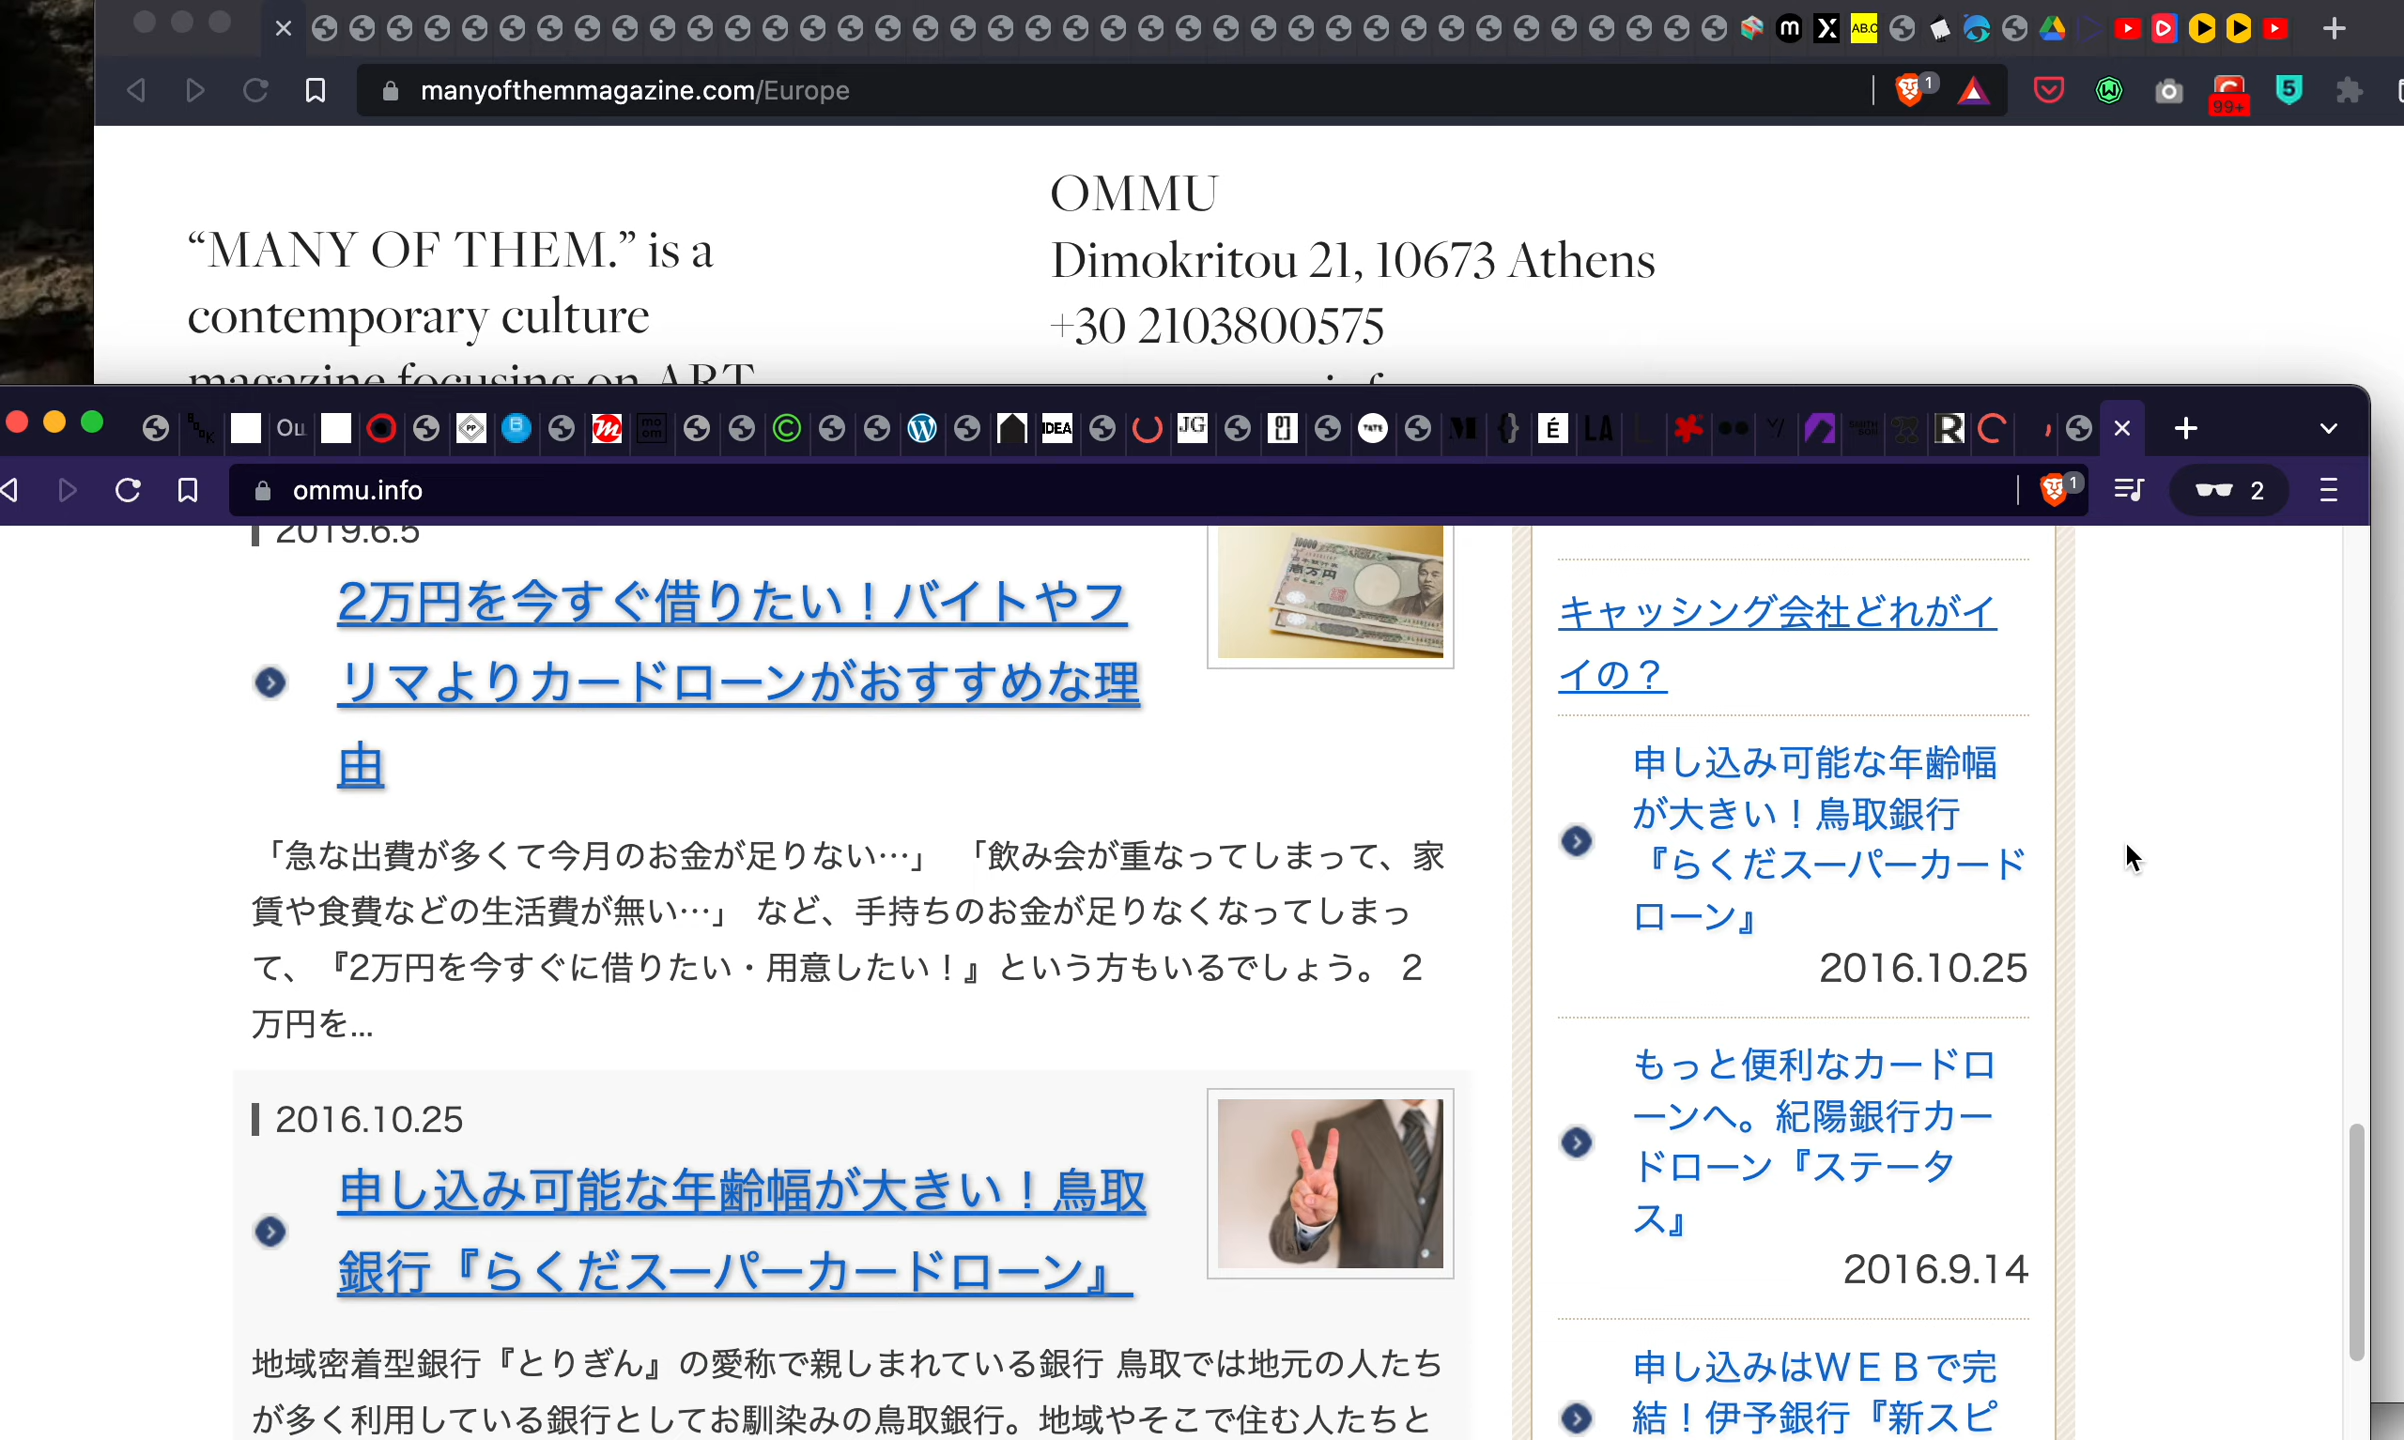 AB.C
manyofthemmagazine.com/Europe
1
99+
5
“MANY OF THEM.” is a
contemporary culture
magazine focusing on ART
OMMU
Dimokritou 21, 10673 Athens
+30 2103800575
PP
B
IDEA
JG
TATE
É
LA
R
ommu.info
1
2
2019.6.5
2万円を今すぐ借りたい！バイトやフ
リマよりカードローンがおすすめな理
由
「急な出費が多くて今月のお金が足りない…」 「飲み会が重なってしまって、家
賃や食費などの生活費が無い…」 など、手持ちのお金が足りなくなってしまっ
て、『2万円を今すぐに借りたい・用意したい！』という方もいるでしょう。 2
万円を...
2016.10.25
申し込み可能な年齢幅が大きい！鳥取
銀行『らくだスーパーカードローン』
地域密着型銀行『とりぎん』の愛称で親しまれている銀行 鳥取では地元の人たち
が多く利用している銀行としてお馴染みの鳥取銀行。地域やそこで住む人たちと
キャッシング会社どれがイ
イの？
申し込み可能な年齢幅
が大きい！鳥取銀行
『らくだスーパーカード
ローン』
2016.10.25
もっと便利なカードロ
ーンへ。紀陽銀行カー
ドローン『ステータ
ス』
2016.9.14
申し込みはＷＥＢで完
結！伊予銀行『新スピ